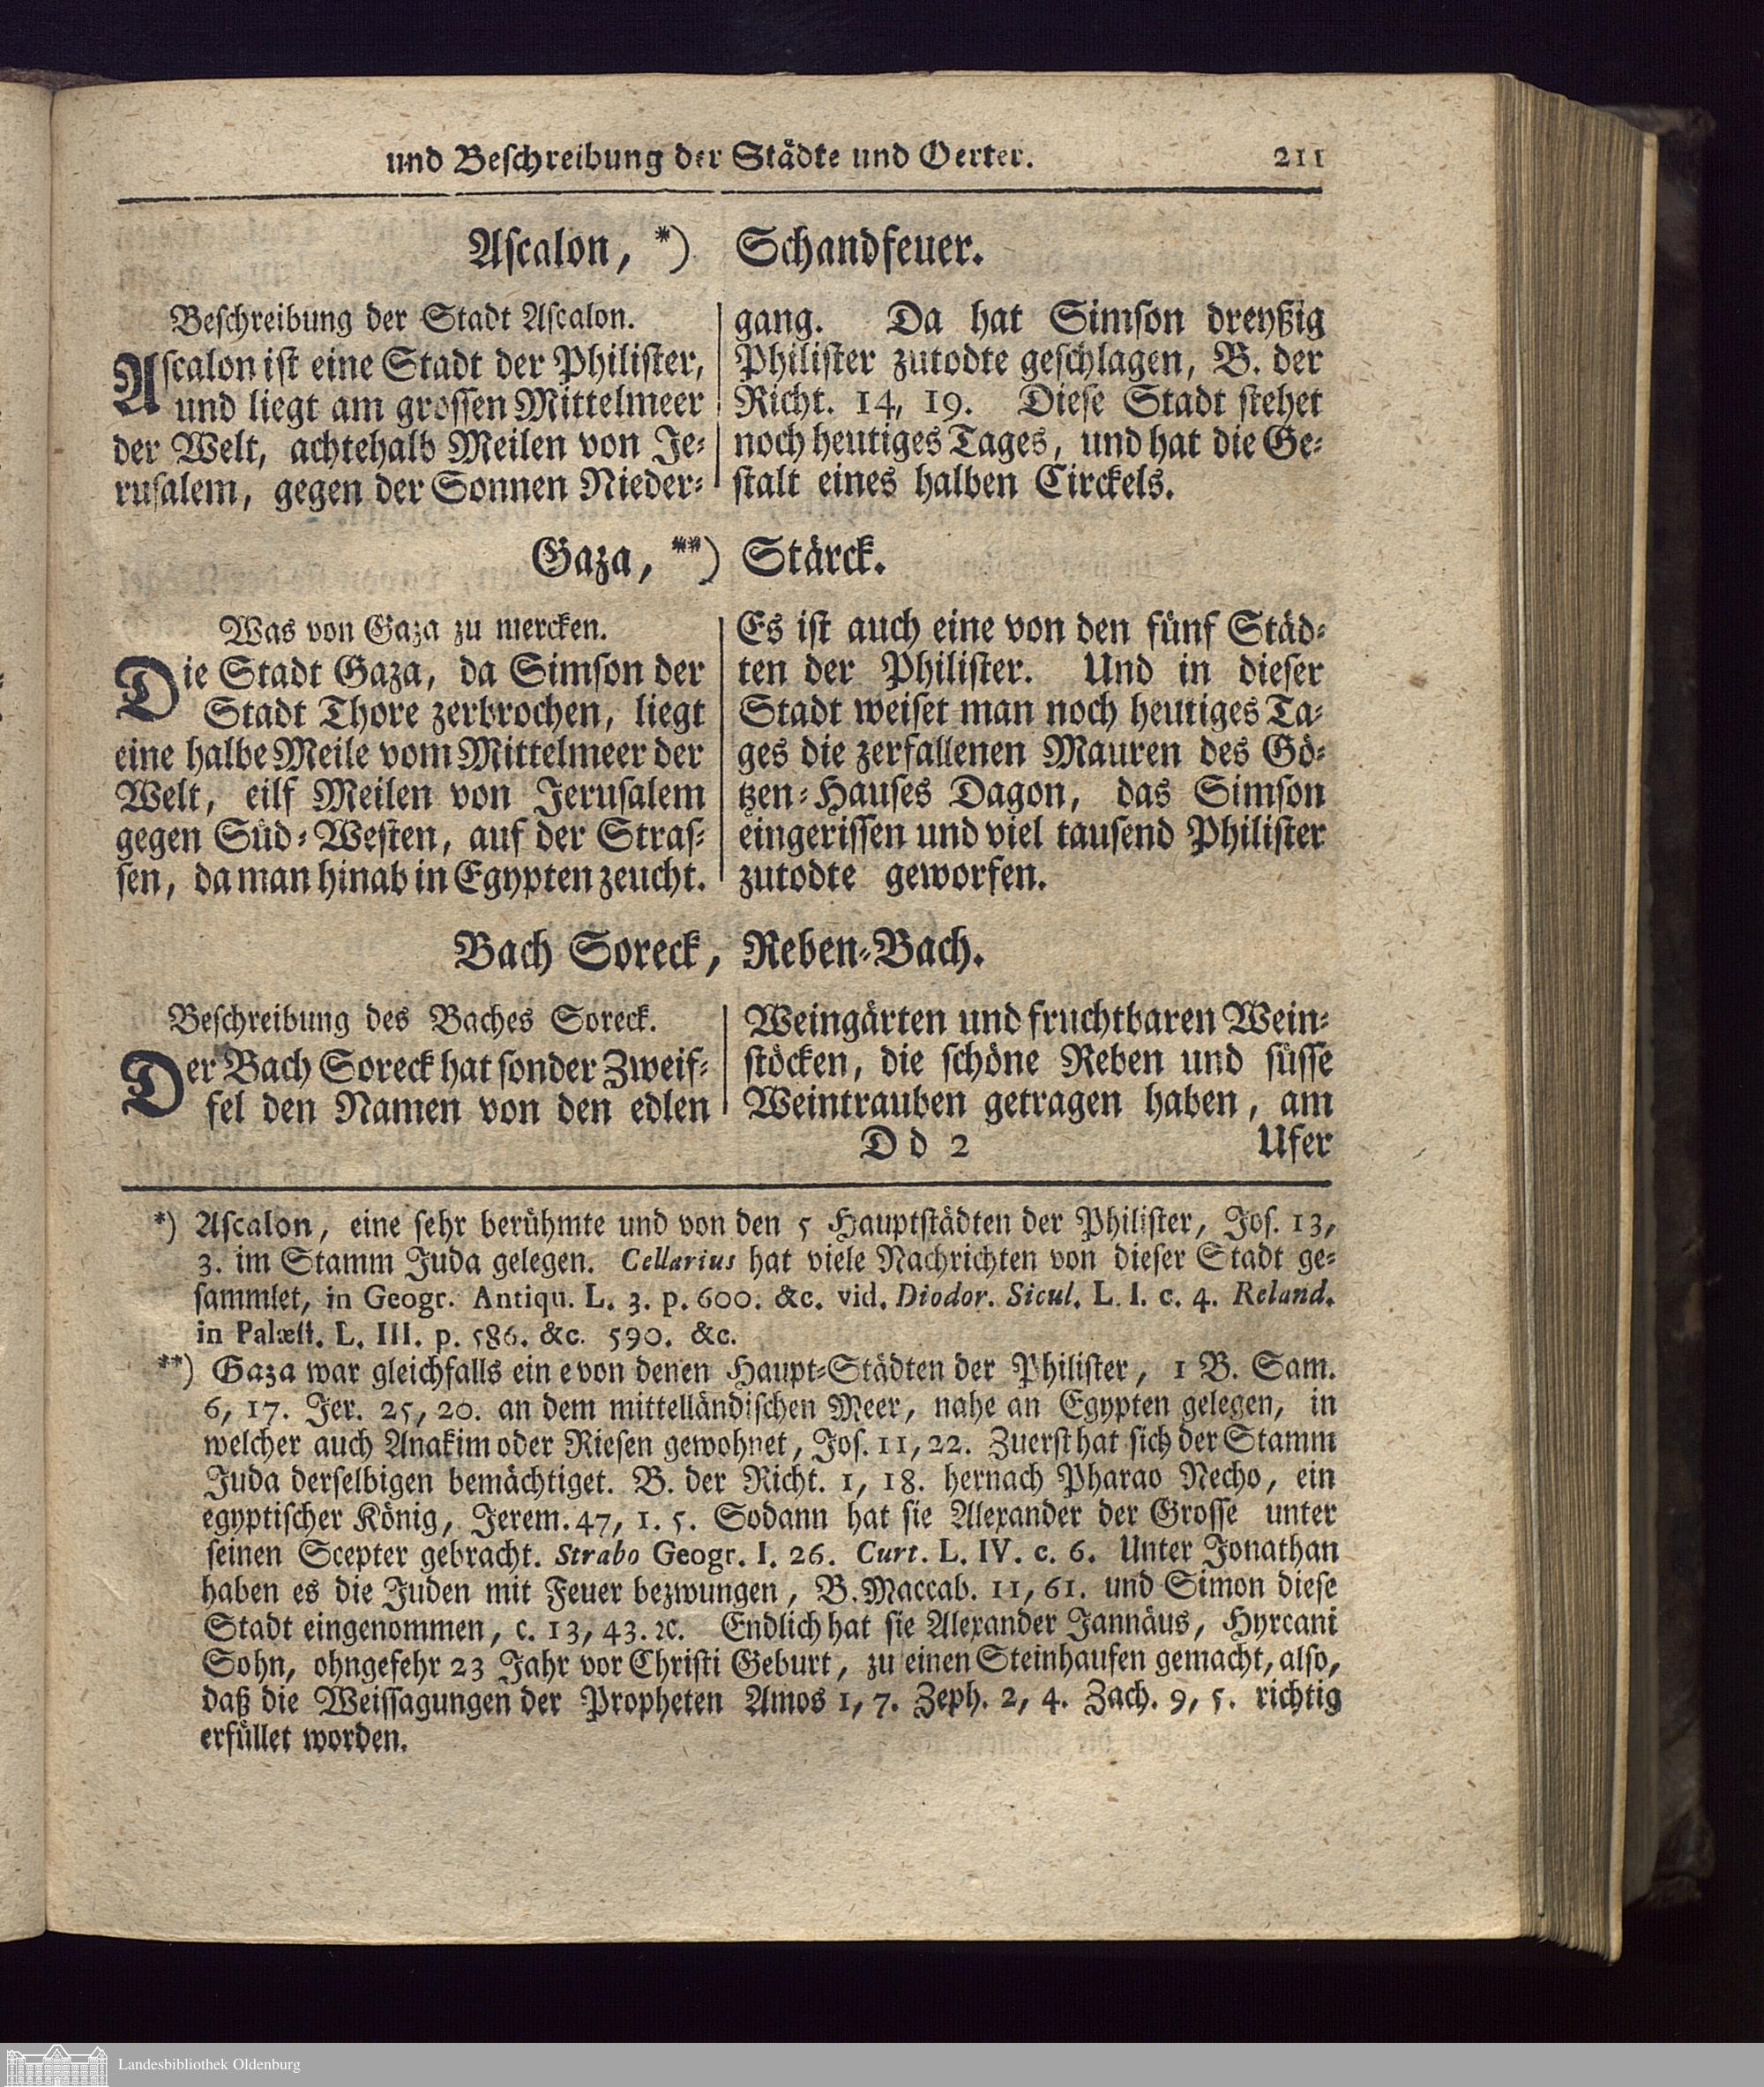 und Beschreibung der Städte und Oerter. 211
Ascalon, *) Schandfeuer.
Beschreibung der Stadt Ascalon.
Ascalon ist eine Stadt der Philister,
und liegt am grossen Mittelmeer
der Welt, achtehalb Meilen von Je-
rusalem, gegen der Sonnen Nieder-
gang. Da hat Simson dreyßig
Philister zutodte geschlagen, B. der
Richt. 14, 19. Diese Stadt stehet
noch heutiges Tages, und hat die Ge-
stalt eines halben Circkels.
Gaza, **) Stärck.
Was von Gaza zu mercken.
Die Stadt Gaza, da Simson der
Stadt Thore zerbrochen, liegt
eine halbe Meile vom Mittelmeer der
Welt, eilf Meilen von Jerusalem
gegen Süd-Westen, auf der Stras-
sen, da man hinab in Egypten zeucht.
Es ist auch eine von den fünf Städ-
ten der Philister. Und in dieser
Stadt weiset man noch heutiges Ta-
ges die zerfallenen Mauren des Gö-
tzen-Hauses Dagon, das Simson
eingerissen und viel tausend Philister
zutodte geworfen.
Bach Soreck, Reben-Bach.
Beschreibung des Baches Soreck.
Der Bach Soreck hat sonder Zweif-
fel den Namen von den edlen
Weingärten und fruchtbaren Wein-
stöcken, die schöne Reben und süsse
Weintrauben getragen haben, am
D d 2 Ufer
*) Ascalon, eine sehr berühmte und von den 5 Hauptstädten der Philister, Jos. 13,
3. im Stamm Juda gelegen. Cellarius hat viele Nachrichten von dieser Stadt ge-
sammlet, in Geogr. Antiqu. L. 3. p. 600. &c. vid. Diodor. Sicul. L. I. c. 4. Reland.
in Palæst. L. III. p. 586. &c. 590. &c.
**) Gaza war gleichfalls ein e von denen Haupt-Städten der Philister, 1 B. Sam.
6, 17. Jer. 25, 20. an dem mittelländischen Meer, nahe an Egypten gelegen, in
welcher auch Anakim oder Riesen gewohnet, Jos. 11, 22. Zuerst hat sich der Stamm
Juda derselbigen bemächtiget. B. der Richt. 1, 18. hernach Pharao Necho, ein
egyptischer König, Jerem. 47, 1. 5. Sodann hat sie Alexander der Grosse unter
seinen Scepter gebracht. Strabo Geogr. I. 26. Curt. L. IV. c. 6. Unter Jonathan
haben es die Juden mit Feuer bezwungen, B. Maccab. 11, 61. und Simon diese
Stadt eingenommen, c. 13, 43. ꝛc. Endlich hat sie Alexander Jannäus, Hyrcani
Sohn, ohngefehr 23 Jahr vor Christi Geburt, zu einen Steinhaufen gemacht, also,
daß die Weissagungen der Propheten Amos 1, 7. Zeph. 2, 4. Zach. 9, 5. richtig
erfüllet worden.
Landesbibliothek Oldenburg